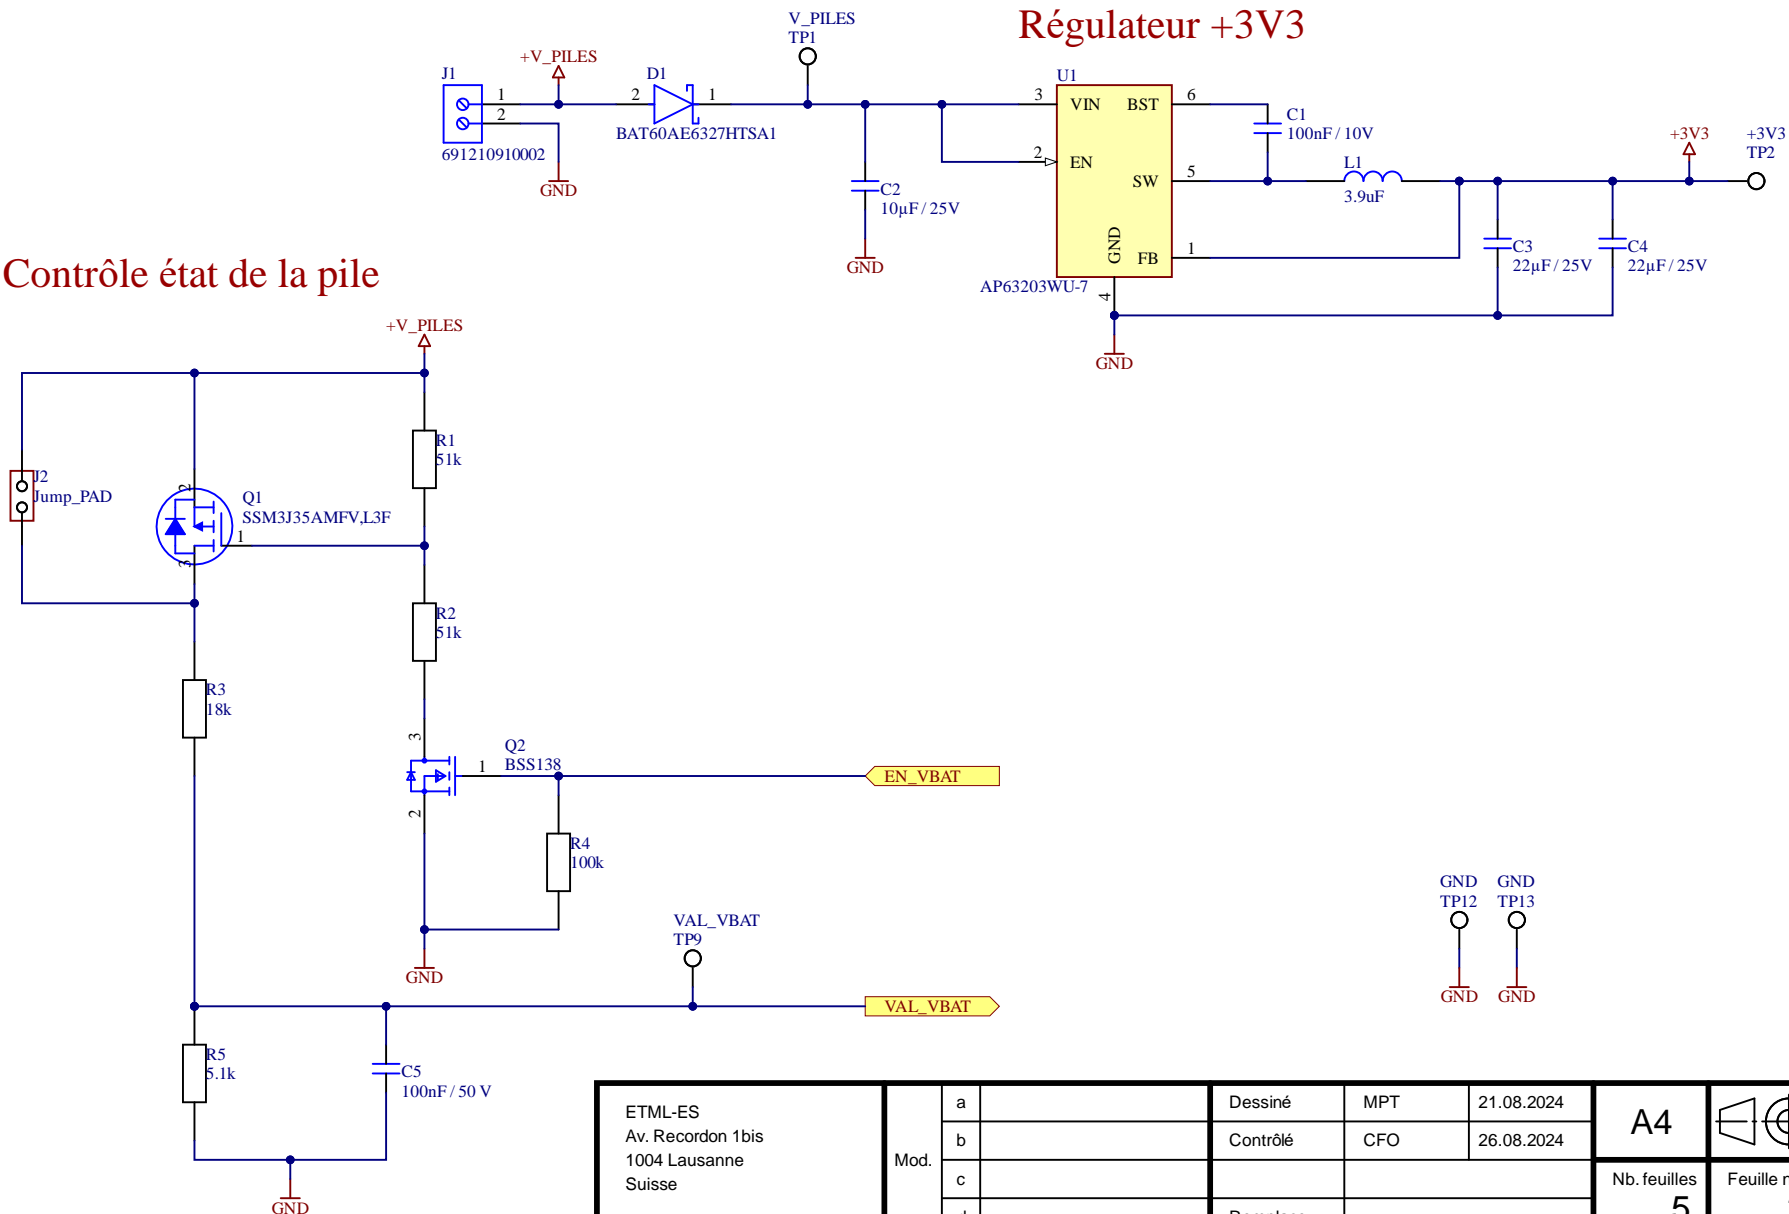 Régulateur +3V3
V_PILES
TP1
+V_PILES
J1
1
2
691210910002
GND
D1
2
1
BAT60AE6327HTSA1
C2
10µF/25V
GND
U1
3
VIN
BST
6
2
EN
SW
5
GND
FB
1
4
AP63203WU-7
GND
C1
100nF/10V
L1
3.9uF
C3
22µF/25V
C4
22µF/25V
+3V3
+3V3
TP2
Contrôle état de la pile
+V_PILES
R1
51k
J2
Jump_PAD
2
Q1
SSM3J35AMFV,L3F
1
3
R2
51k
R3
18k
3
Q2
BSS138
1
2
EN_VBAT
R4
100k
GND
VAL_VBAT
TP9
VAL_VBAT
R5
5.1k
C5
100nF/50 V
GND
GND
TP12
GND
GND
TP13
GND
ETML-ES
Av. Recordon 1bis
1004 Lausanne
Suisse
Mod.
a
b
c
Dessiné
MPT
21.08.2024
Contrôlé
CFO
26.08.2024
A4
Nb. feuilles
5
Feuille n